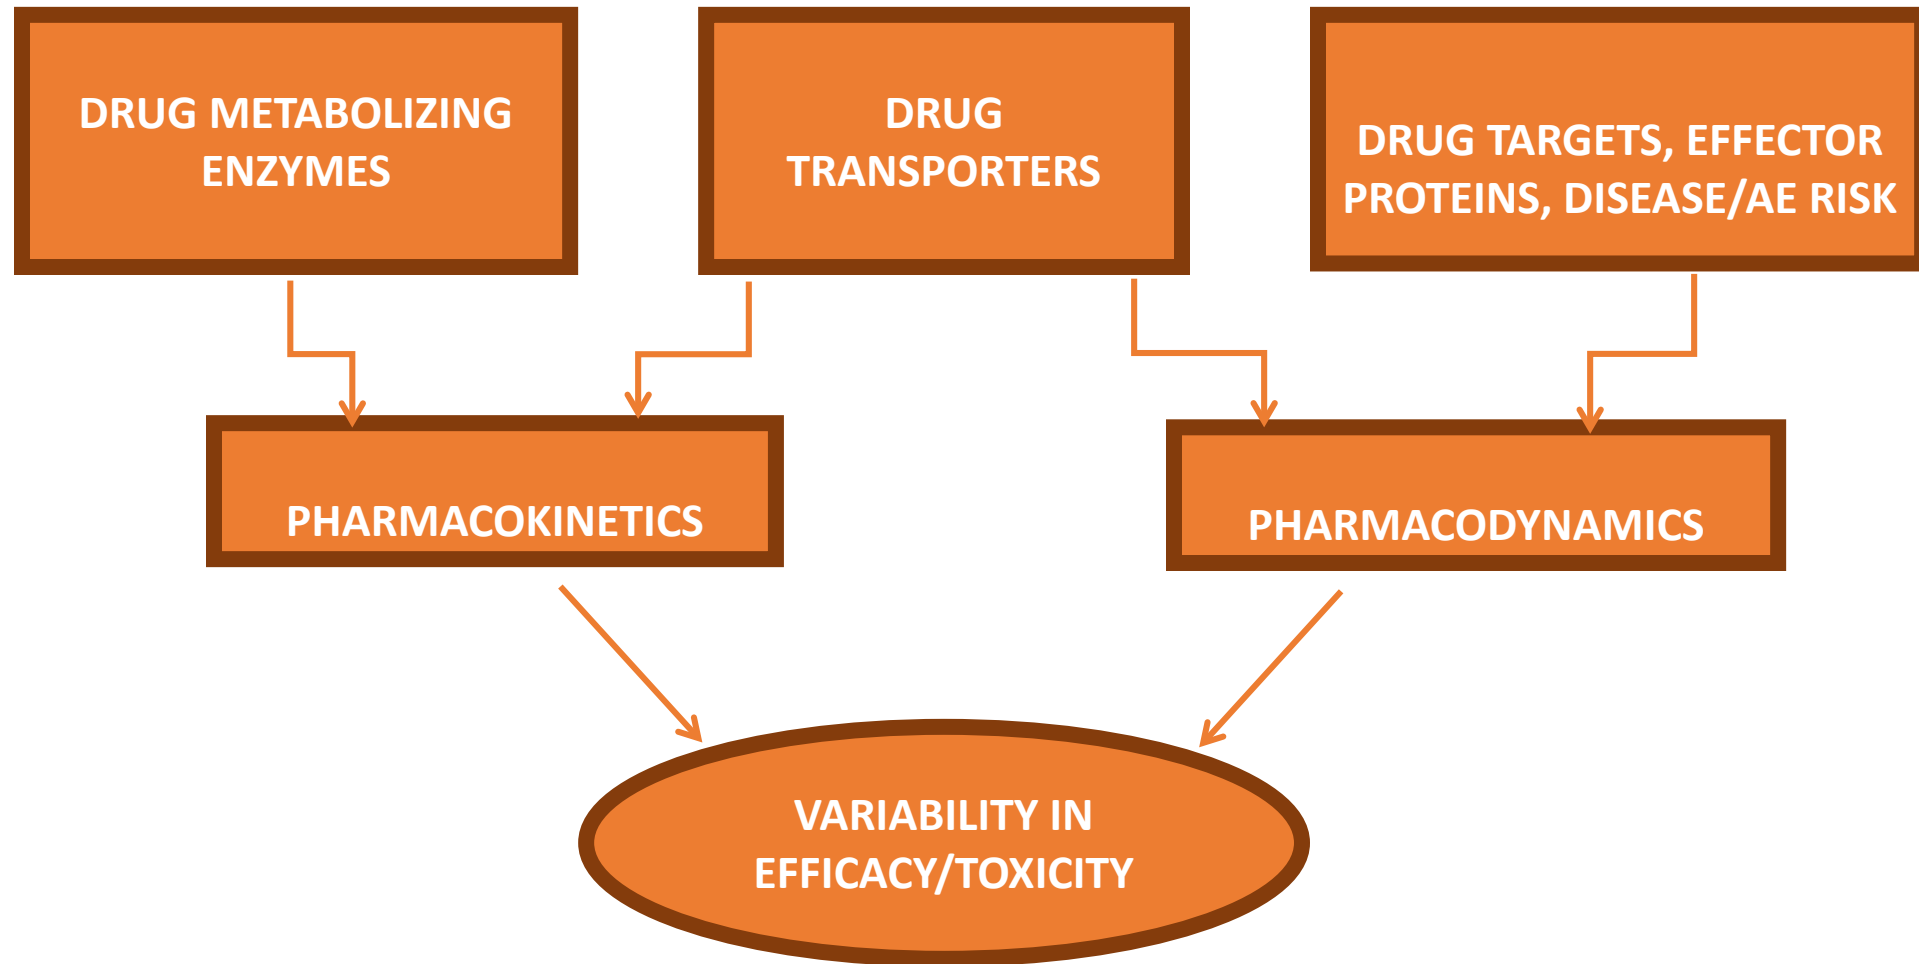 DRUG METABOLIZING
ENZYMES
DRUG
TRANSPORTERS
DRUG TARGETS, EFFECTOR
PROTEINS, DISEASE/AE RISK
PHARMACOKINETICS
PHARMACODYNAMICS
VARIABILITY IN
EFFICACY/TOXICITY